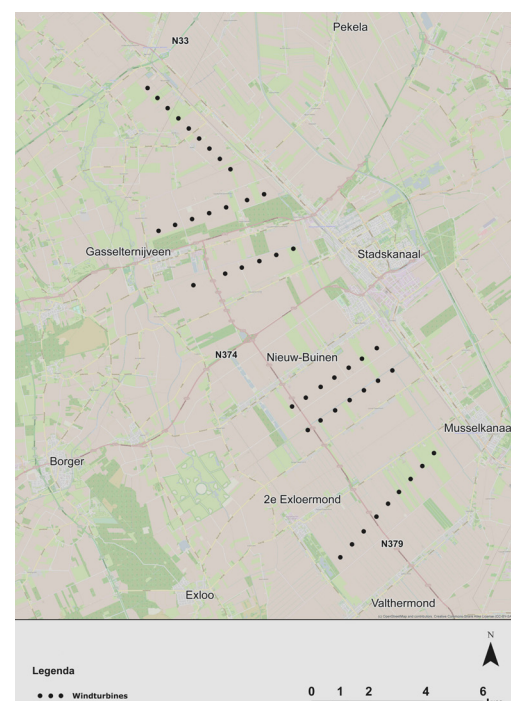 Pekela
N33
Gasselternijveen
Stadskanaal
N374
Nieuw-Buinen
Musselkanaa
Borger
2e Exloermond
N379
Exloo
Valthermond
N
Legenda
Windturbines
0 1 2 4 6